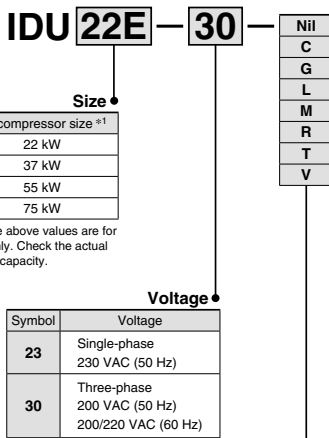 IDU 22E — 30 —
Nil
C
G
L
M
R
T
V
Size
compressor size *1
22 kW
37 kW
55 kW
75 kW
above values are for
Check the actual
capacity.
Voltage
Symbol Voltage
23 Single-phase
230 VAC (50 Hz)
30 Three-phase
200 VAC (50 Hz)
200/220 VAC (60 Hz)